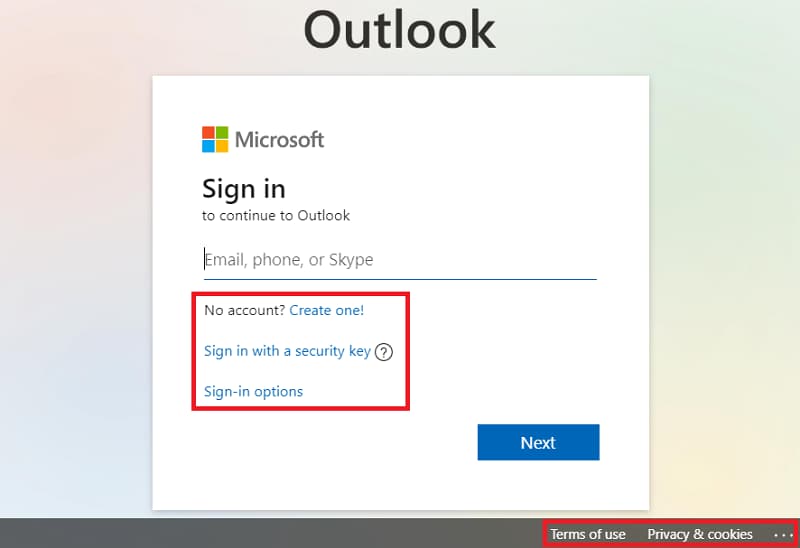 Outlook
Microsoft
Sign in
to continue to Outlook
Email, phone, or Skype
No account? Create one!
Sign in with a security key ?
Sign-in options
Next
Terms of use Privacy & cookies ...